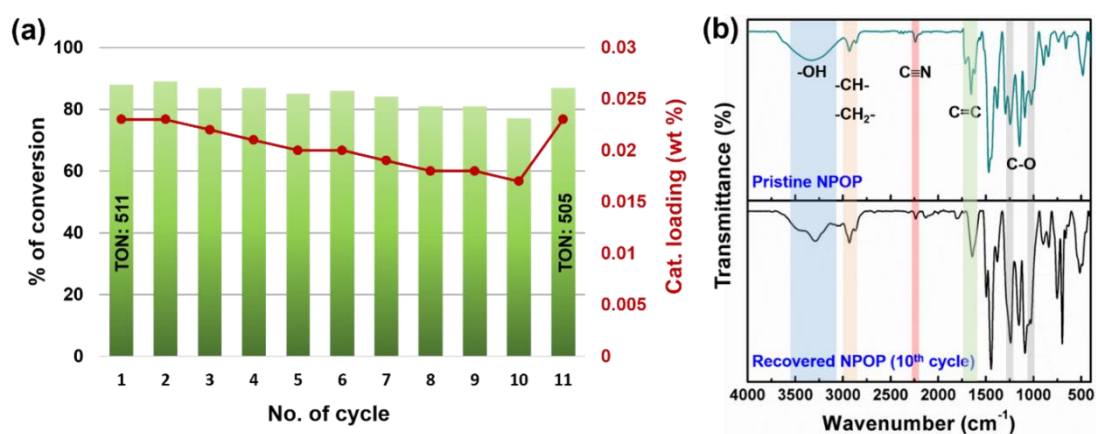 (a)
% of conversion
100
80
60
40
20
0
TON: 511
TON: 505
0.03
0.025
0.02
0.015
0.01
0.005
0
Cat. loading (wt %)
1 2 3 4 5 6 7 8 9 10 11
No. of cycle
(b)
Transmittance (%)
-OH
-CH-
-CH₂-
C≡N
C=C
C-O
Pristine NPOP
Transmittance (%)
Recovered NPOP (10ᵗʰ cycle)
4000 3500 3000 2500 2000 1500 1000 500
Wavenumber (cm⁻¹)